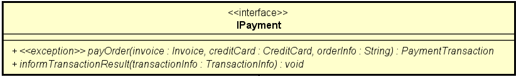 <<interface>>
IPayment
+ <<exception>> payOrder(invoice : Invoice, creditCard : CreditCard, orderInfo : String) : PaymentTransaction
+ informTransactionResult(transactionInfo : TransactionInfo) : void